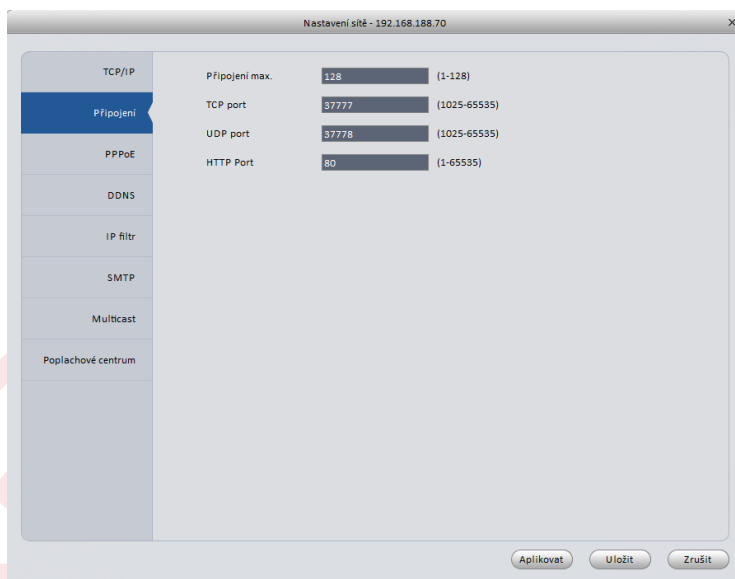 Nastavení sítě - 192.168.188.70
x
TCP/IP
Připojení
PPPoE
DDNS
IP filtr
SMTP
Multicast
Poplachové centrum
Připojení max. 128 (1-128)
TCP port 37777 (1025-65535)
UDP port 37778 (1025-65535)
HTTP Port 80 (1-65535)
Aplikovat Uložit Zrušit